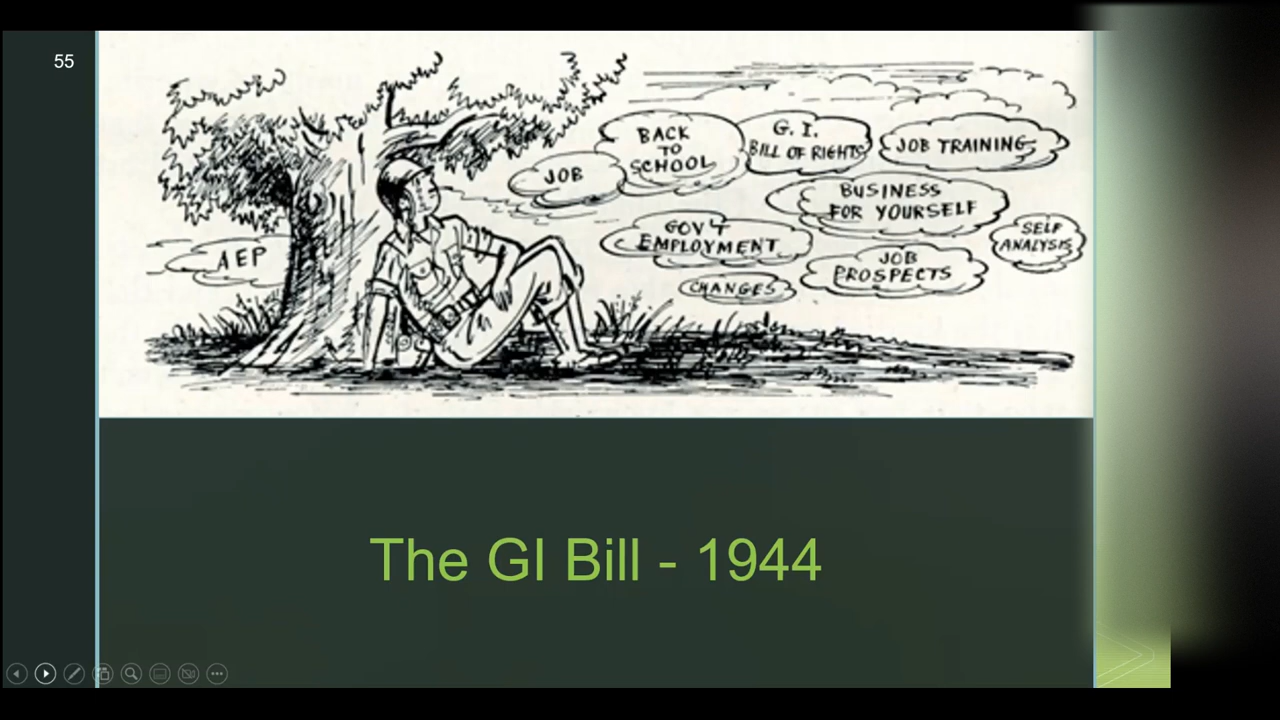 55
BACK
TO
SCHOOL
G. I.
BILL OF RIGHTS
JOB TRAINING
JOB
BUSINESS
FOR YOURSELF
GOV'T
EMPLOYMENT
SELF
ANALYSIS
AEP
JOB
PROSPECTS
CHANGES
The GI Bill - 1944